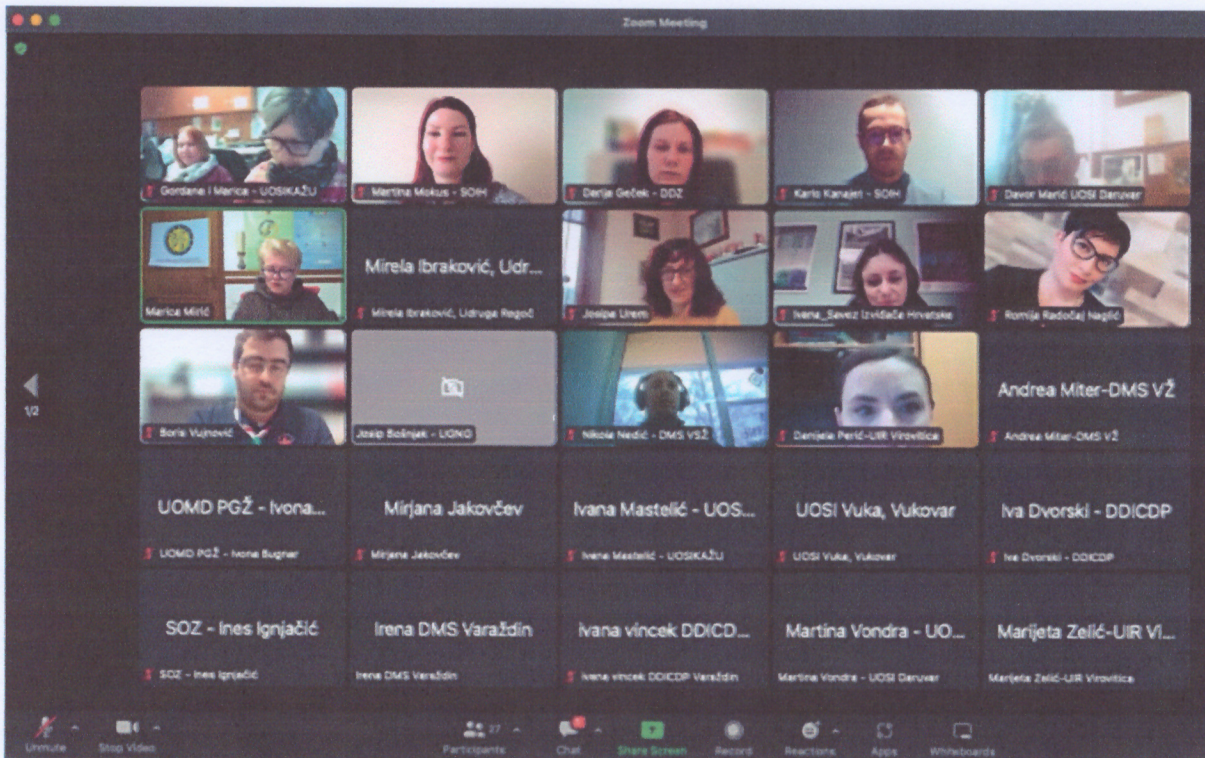 Zoom Meeting
Gordana i Marica - UOSIKAŽU
Martina Mokus - SOIH
Darija Geček - DDZ
Karlo Kanajet - SOIH
Davor Marić UOSI Daruvar
Marica Mirić
Mirela Ibraković, Udr...
Mirela Ibraković, Udruga Regoč
Josipa Urem
Ivana_Savez Izviđača Hrvatske
Romija Radočaj Naglić
Boris Vujnović
Josip Bošnjak - UONO
Nikola Nedić - DMS VSŽ
Danijela Perić-UIR Virovitica
Andrea Miter-DMS VŽ
Andrea Miter-DMS VŽ
1/2
UOMD PGŽ - Ivona...
Mirjana Jakovčev
Ivana Mastelić - UOS...
UOSI Vuka, Vukovar
Iva Dvorski - DDICDP
UOMD PGŽ - Ivona Bugner
Mirjana Jakovčev
Ivana Mastelić - UOSIKAŽU
UOSI Vuka, Vukovar
Iva Dvorski - DDICDP
SOZ - Ines Ignjačić
Irena DMS Varaždin
ivana vincek DDICD...
Martina Vondra - UO...
Marijeta Zelić-UIR Vi...
SOZ - Ines Ignjačić
Irena DMS Varaždin
ivana vincek DDICDP Varaždin
Martina Vondra - UOSI Daruvar
Marijeta Zelić-UIR Virovitica
Unmute
Stop Video
Participants
27
Chat
Share Screen
Record
Reactions
Apps
Whiteboards